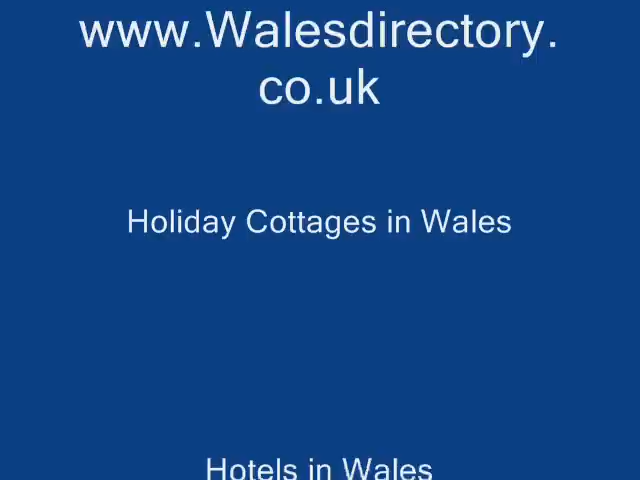 www.Walesdirectory.
co.uk
Holiday Cottages in Wales
Hotels in Wales